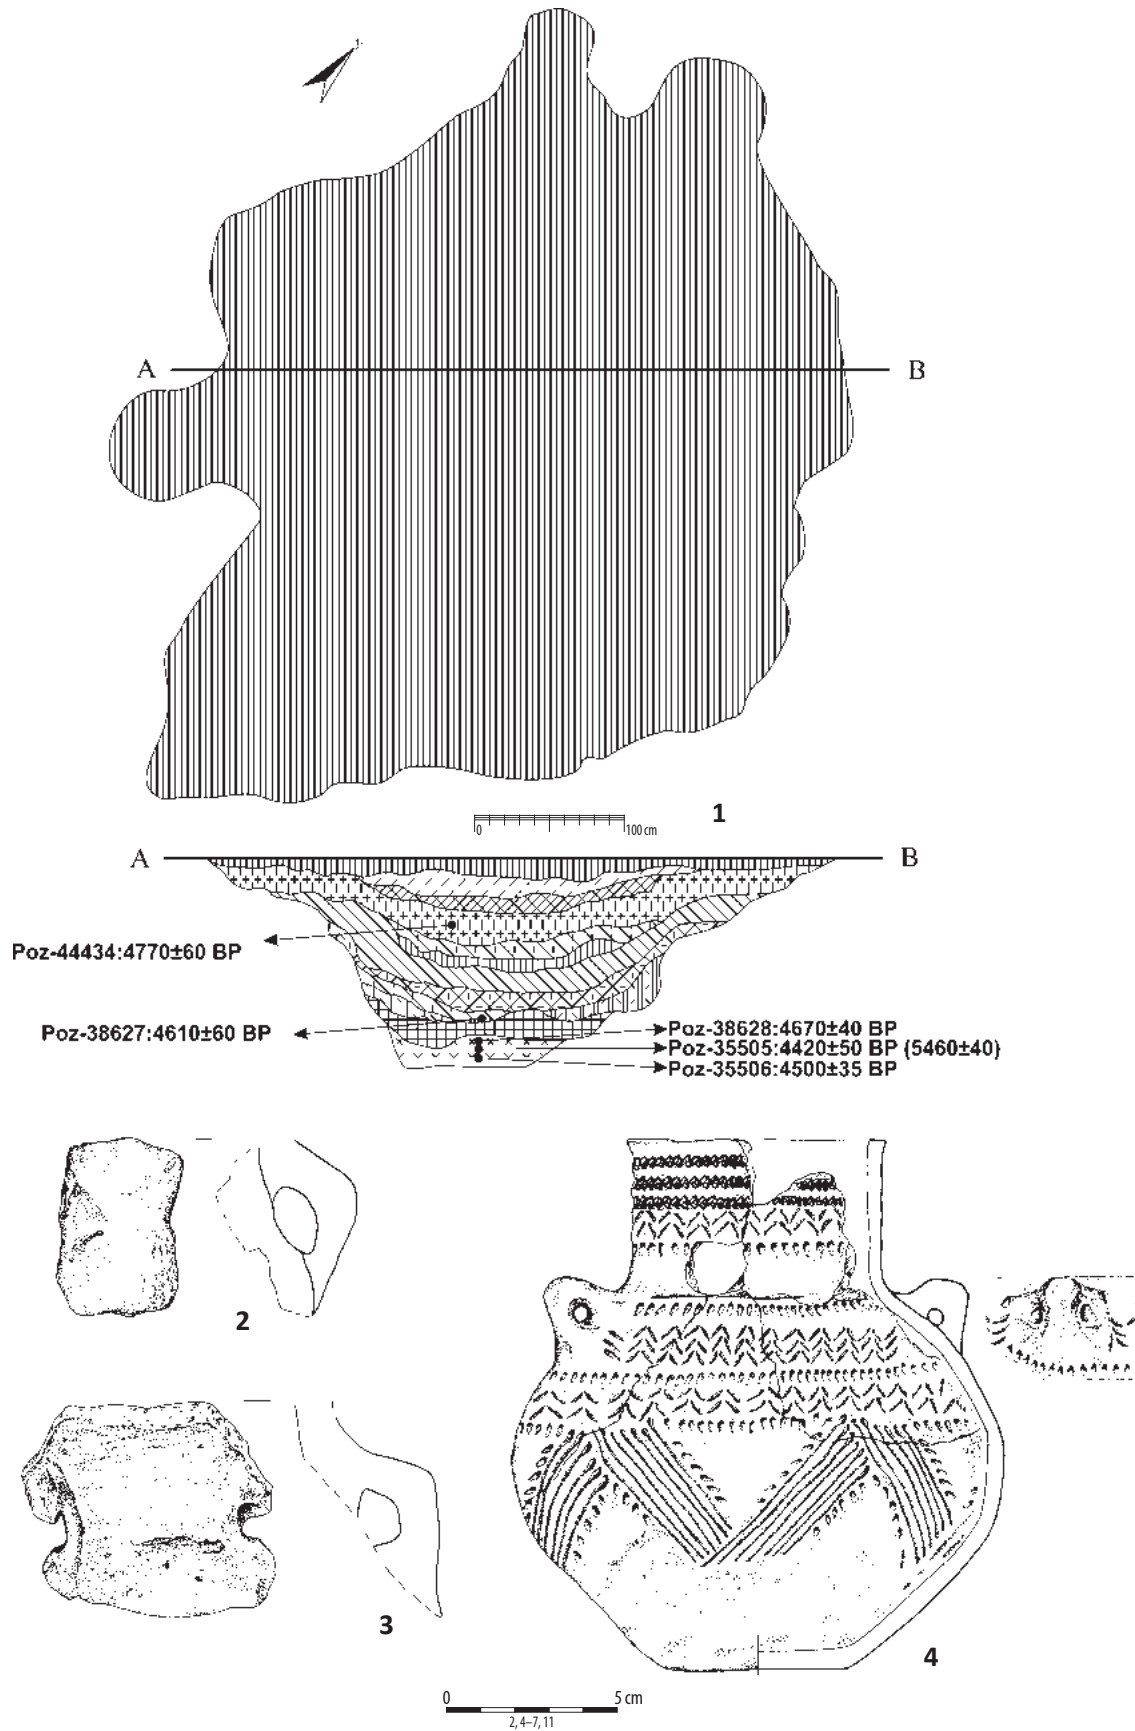 A B
1
0 100 cm
A B
Poz-44434:4770±60 BP
Poz-38627:4610±60 BP
Poz-38628:4670±40 BP
Poz-35505:4420±50 BP (5460±40)
Poz-35506:4500±35 BP
2
3
4
0 5 cm
2, 4–7, 11